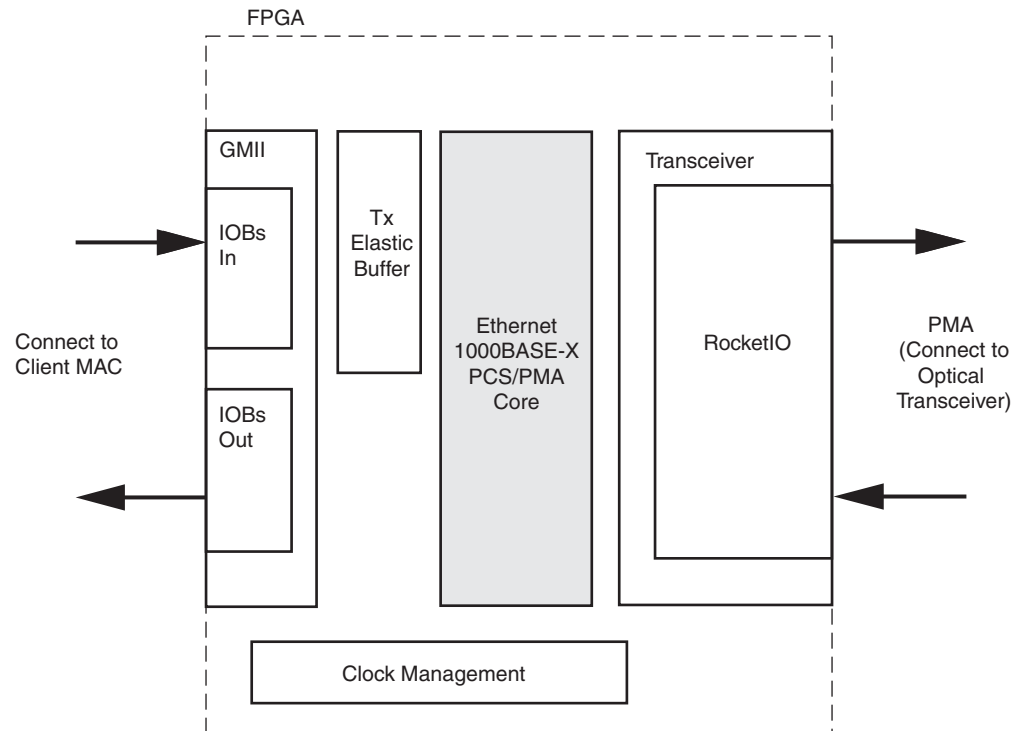 FPGA
GMII
IOBs
In
Tx
Elastic
Buffer
Ethernet
1000BASE-X
PCS/PMA
Core
Transceiver
RocketIO
Connect to
Client MAC
PMA
(Connect to
Optical
Transceiver)
IOBs
Out
Clock Management